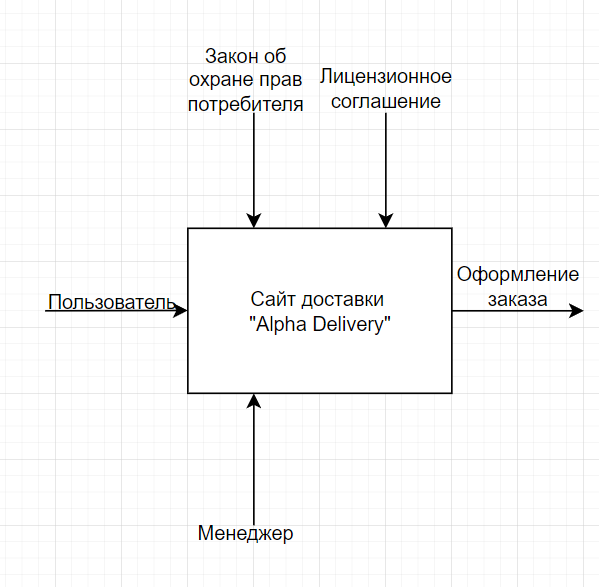 Закон об
охране прав
потребителя
Лицензионное
соглашение
Пользователь
Сайт доставки
"Alpha Delivery"
Оформление
заказа
Менеджер